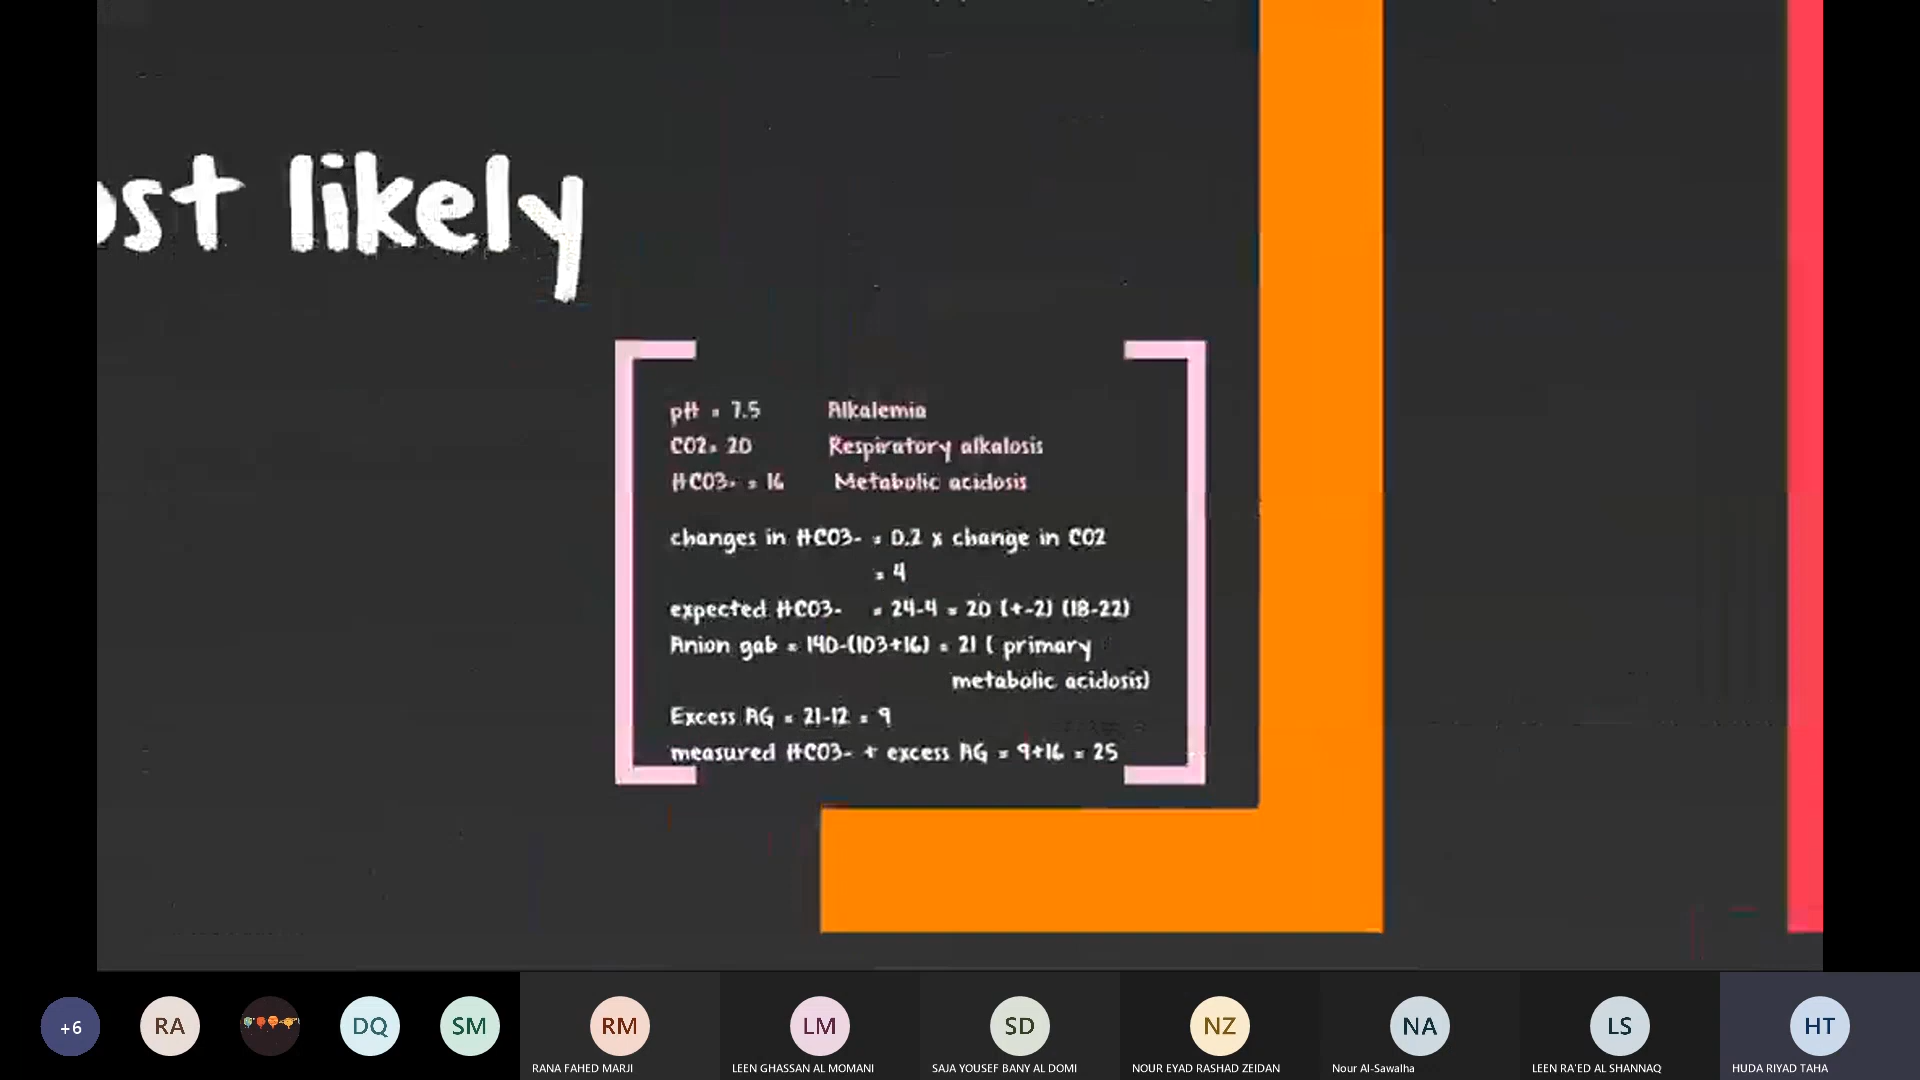 ost likely
pH = 7.5 Alkalemia
CO2= 20 Respiratory alkalosis
HCO3- = 16 Metabolic acidosis
changes in HCO3- = 0.2 x change in CO2
= 4
expected HCO3- = 24-4 = 20 (+-2) (18-22)
Anion gab = 140-(103+16) = 21 ( primary
metabolic acidosis)
Excess AG = 21-12 = 9
measured HCO3- + excess AG = 9+16 = 25
+6 RA DQ SM RM LM SD NZ NA LS HT
RANA FAHED MARJI LEEN GHASSAN AL MOMANI SAJA YOUSEF BANY AL DOMI NOUR EYAD RASHAD ZEIDAN Nour Al-Sawalha LEEN RA'ED AL SHANNAQ HUDA RIYAD TAHA